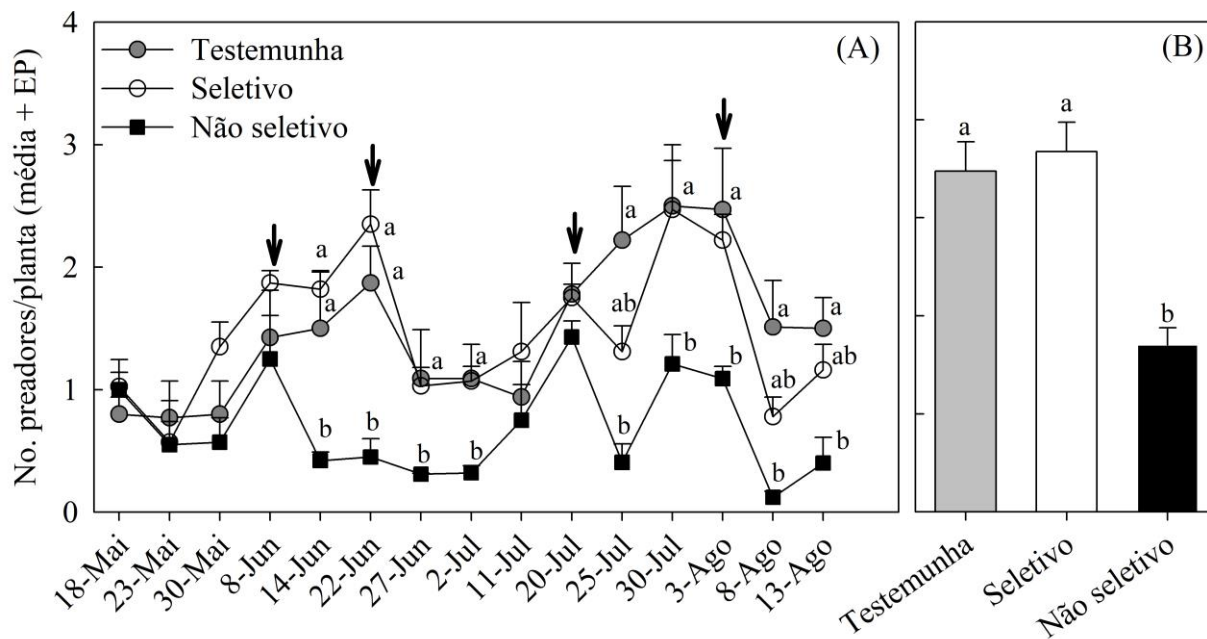 No. preadores/planta (média + EP)
4
3
2
1
0
Testemunha
Seletivo
Não seletivo
(A)
(B)
a
a
a
a
a
a
a
a
a
a
a
ab
ab
ab
b
b
b
b
b
b
b
b
b
a
a
b
18-Mai
23-Mai
30-Mai
8-Jun
14-Jun
22-Jun
27-Jun
2-Jul
11-Jul
20-Jul
25-Jul
30-Jul
3-Ago
8-Ago
13-Ago
Testemunha
Seletivo
Não seletivo